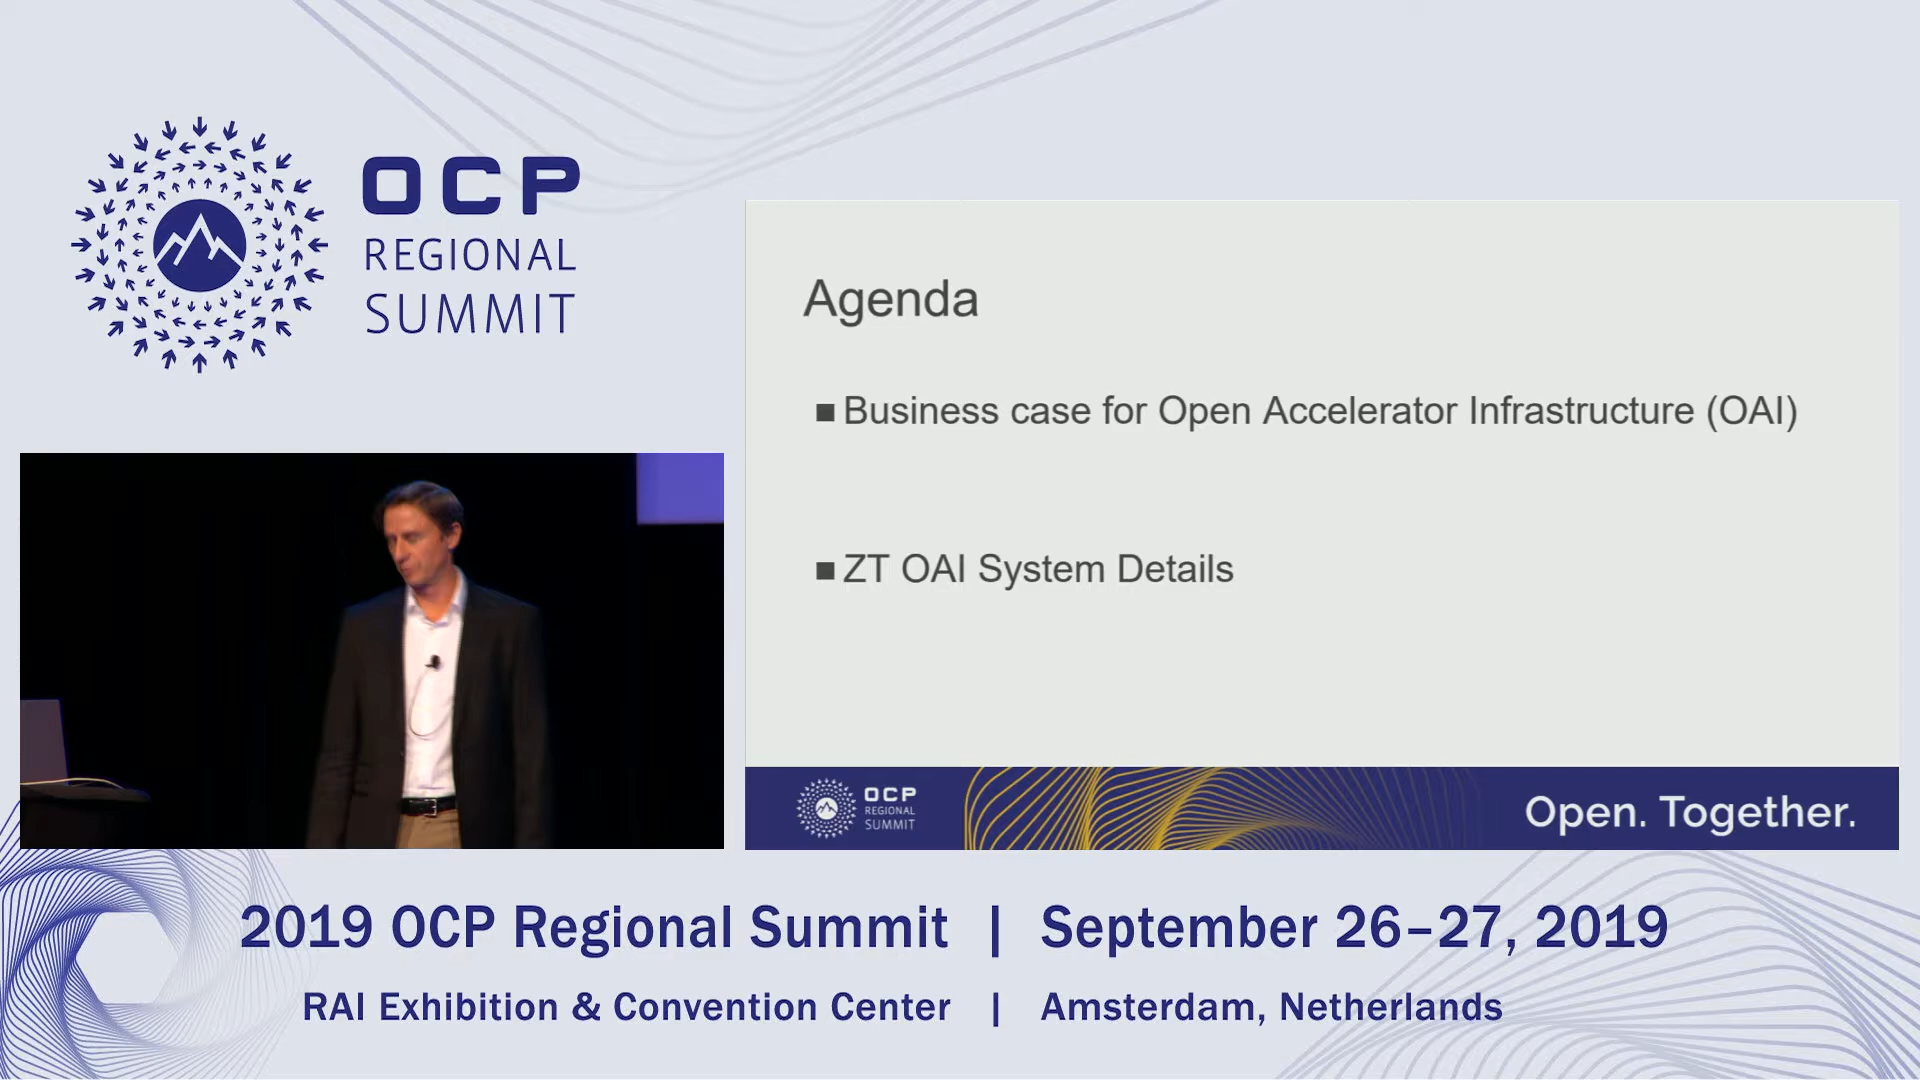 OCP
REGIONAL
SUMMIT
Agenda
■ Business case for Open Accelerator Infrastructure (OAI)
■ ZT OAI System Details
OCP
REGIONAL
SUMMIT
Open. Together.
2019 OCP Regional Summit | September 26–27, 2019
RAI Exhibition & Convention Center | Amsterdam, Netherlands